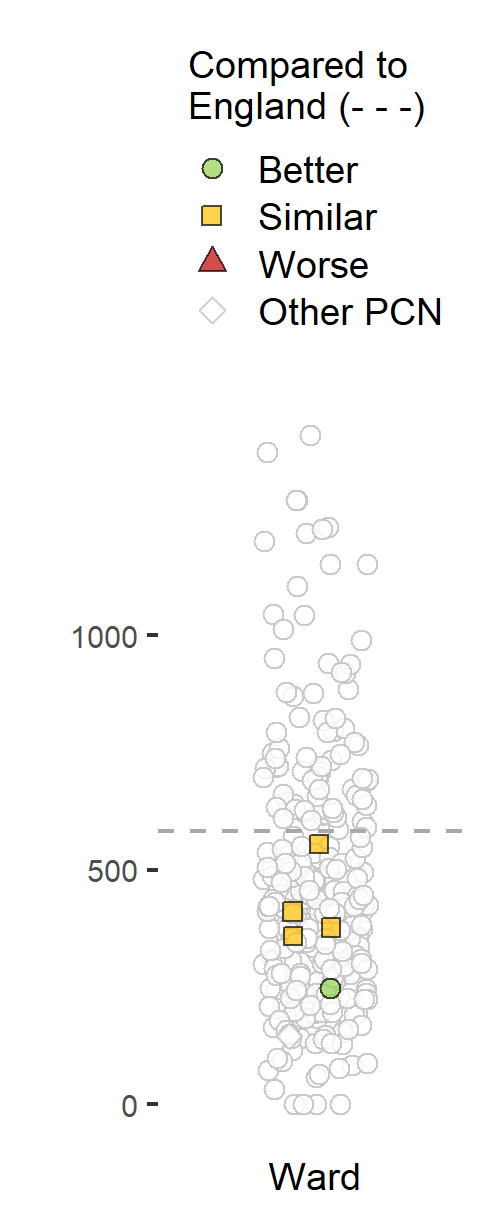 Compared to
England (- - -)
Better
Similar
Worse
Other PCN
1000
500
0
Ward